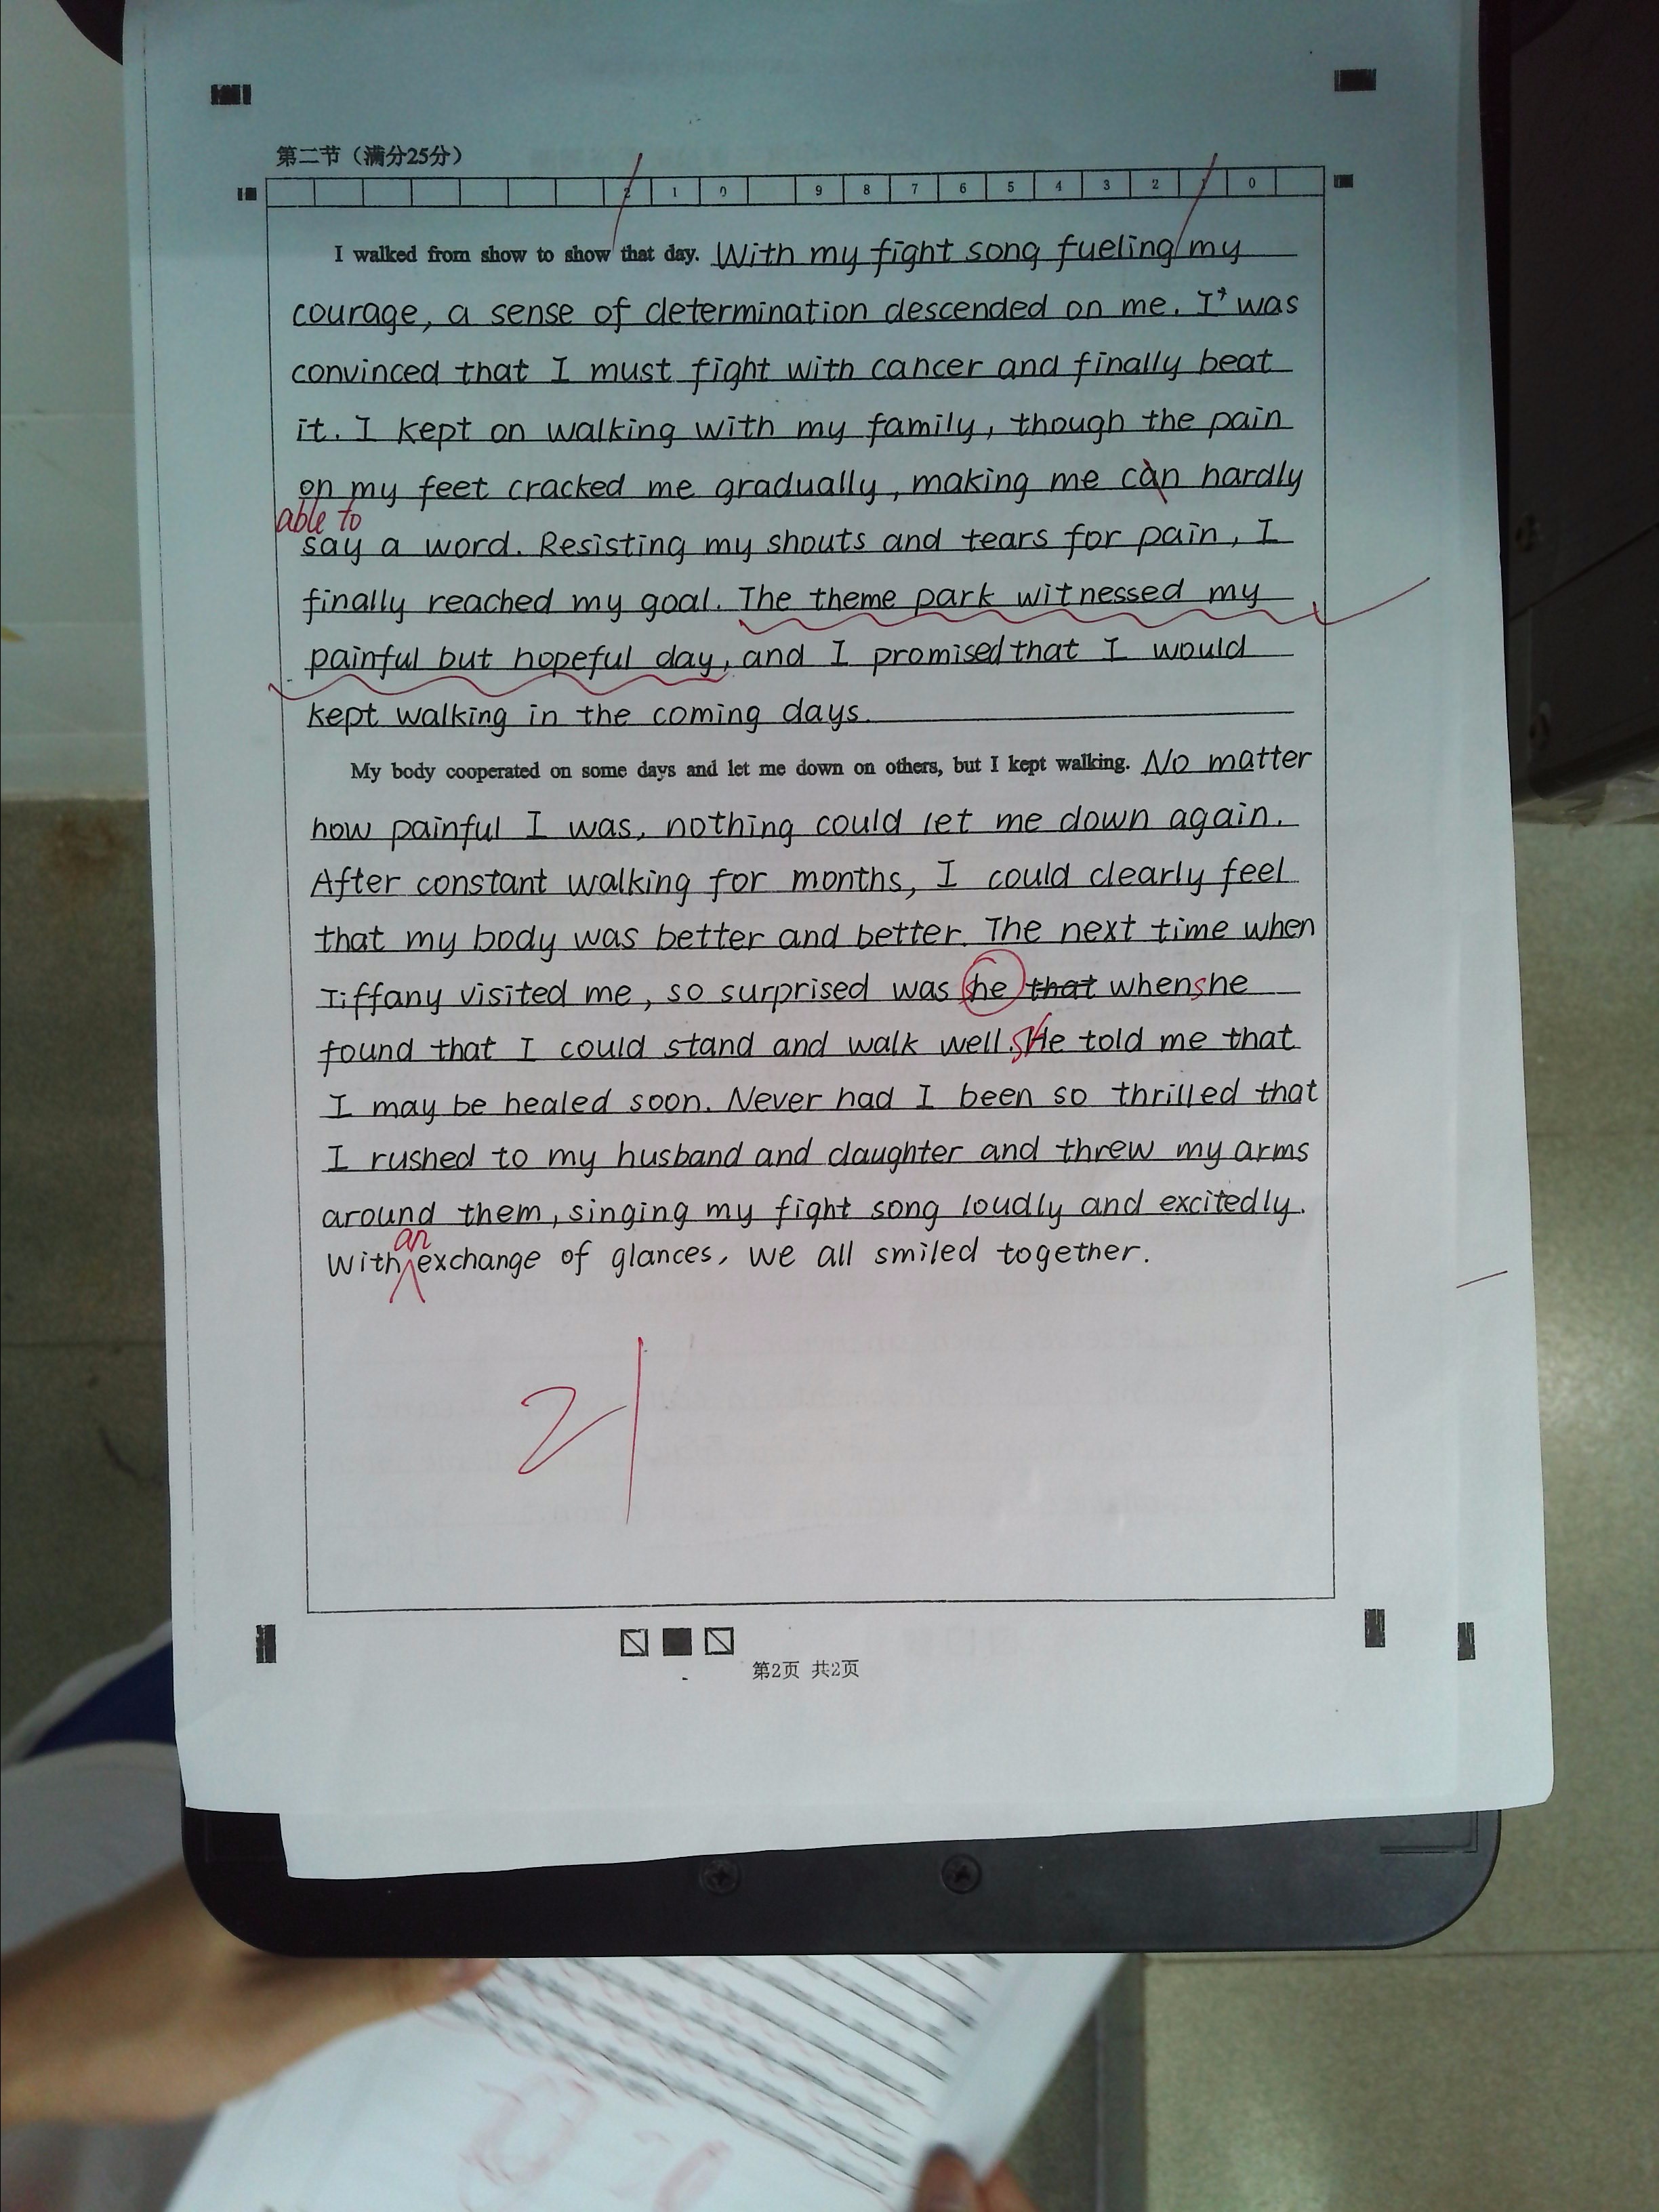 第二节（满分25分）
2 1 0 9 8 7 6 5 4 3 2 1 0
I walked from show to show that day. With my fight song fueling my
courage, a sense of determination descended on me. I was
convinced that I must fight with cancer and finally beat
it. I kept on walking with my family, though the pain
on my feet cracked me gradually, making me can hardly
able to
say a word. Resisting my shouts and tears for pain, I
finally reached my goal. The theme park witnessed my
painful but hopeful day, and I promised that I would
kept walking in the coming days.
My body cooperated on some days and let me down on others, but I kept walking. No matter
how painful I was, nothing could let me down again.
After constant walking for months, I could clearly feel
that my body was better and better. The next time when
Tiffany visited me, so surprised was she that when she
found that I could stand and walk well. She told me that
I may be healed soon. Never had I been so thrilled that
I rushed to my husband and daughter and threw my arms
around them, singing my fight song loudly and excitedly.
an
With exchange of glances, we all smiled together.
21
第2页 共2页